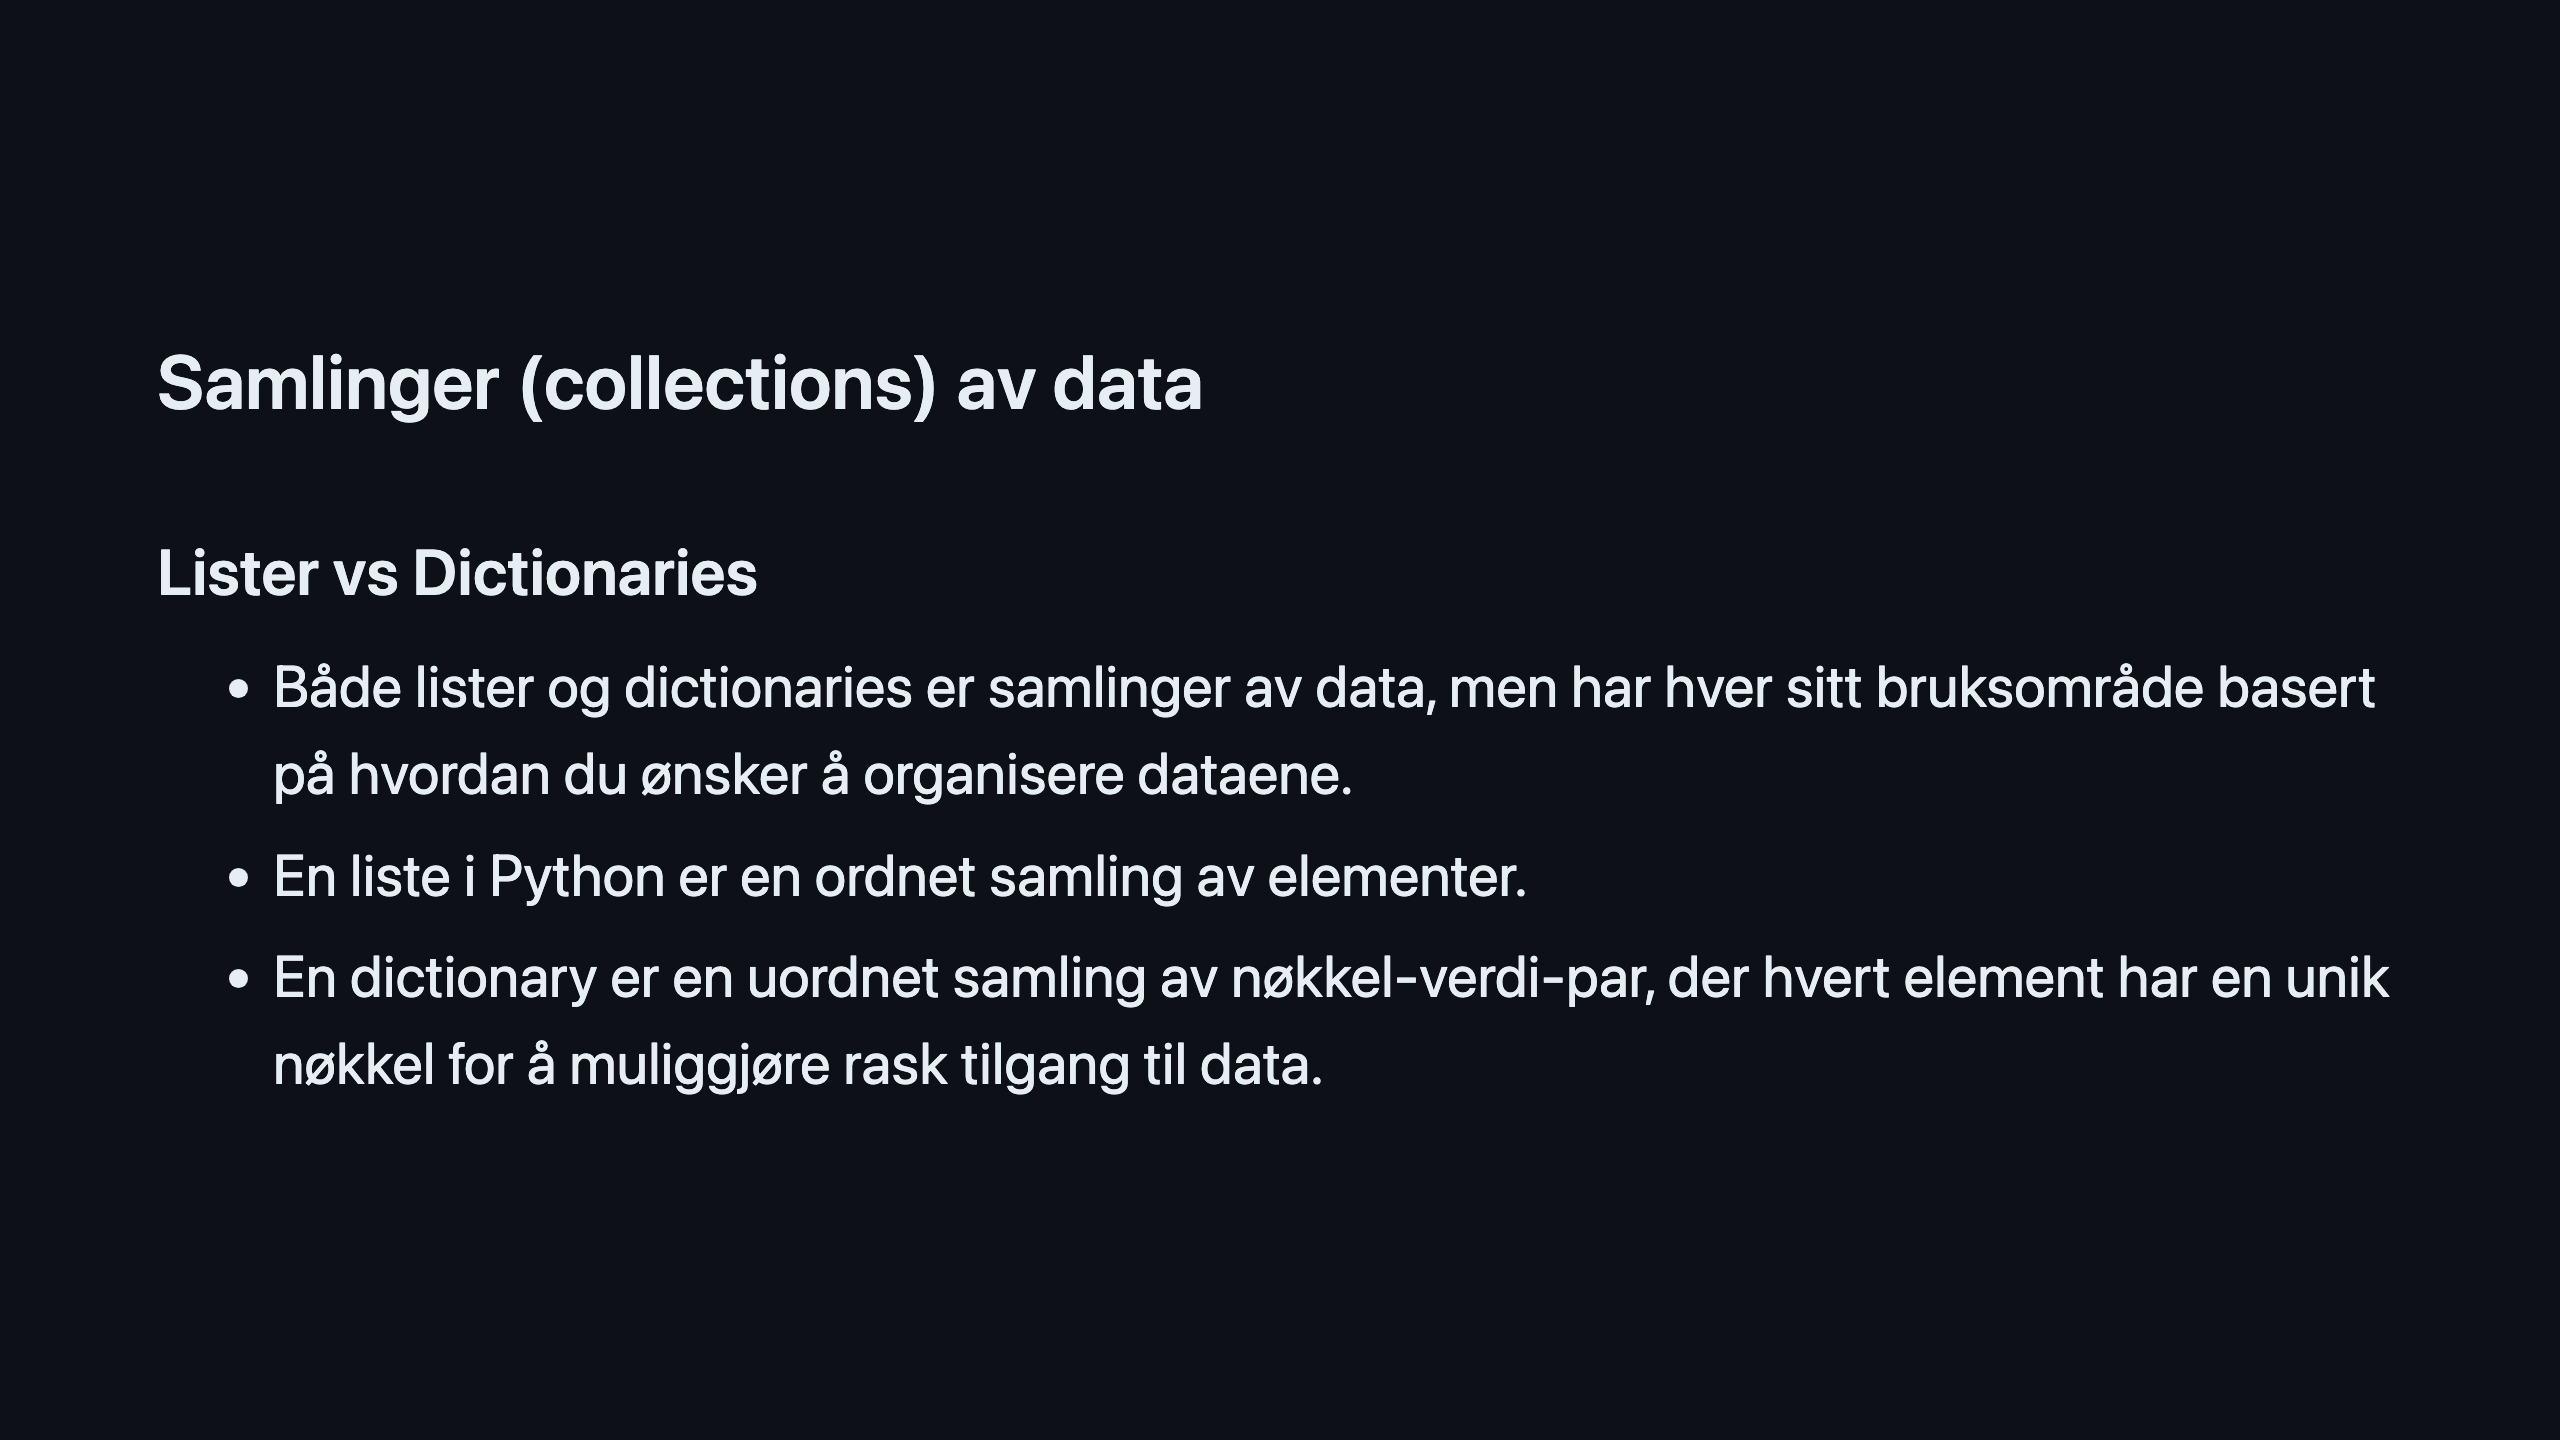 Samlinger (collections) av data
Lister vs Dictionaries
• Både lister og dictionaries er samlinger av data, men har hver sitt bruksområde basert
på hvordan du ønsker å organisere dataene.
• En liste i Python er en ordnet samling av elementer.
• En dictionary er en uordnet samling av nøkkel-verdi-par, der hvert element har en unik
nøkkel for å muliggjøre rask tilgang til data.